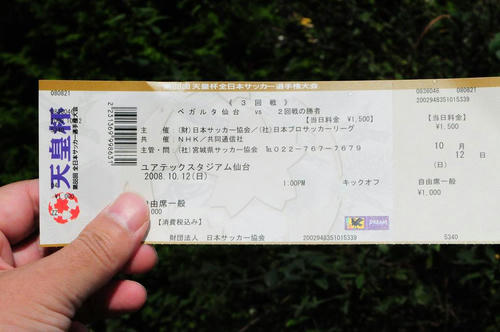 080821
第88回 天皇杯全日本サッカー選手権大会
《 3 回戦 》
ベガルタ仙台 vs 2回戦の勝者
【当日料金 ¥1,500】
主 催 (財)日本サッカー協会/(社)日本プロサッカーリーグ
共 催 NHK/共同通信社
主管・問 (社)宮城県サッカー協会 ℡022-767-7679
ユアテックスタジアム仙台
2008.10.12(日)
1:00PM キックオフ
自由席一般
,000
【消費税込み】
財団法人 日本サッカー協会
2002948351015339
天皇杯
第88回 全日本サッカー選手権大会
0636046 080821
2002948351015339
【当日料金】
¥1,500
10 月
12 日
自由席一般
¥1,000
5340